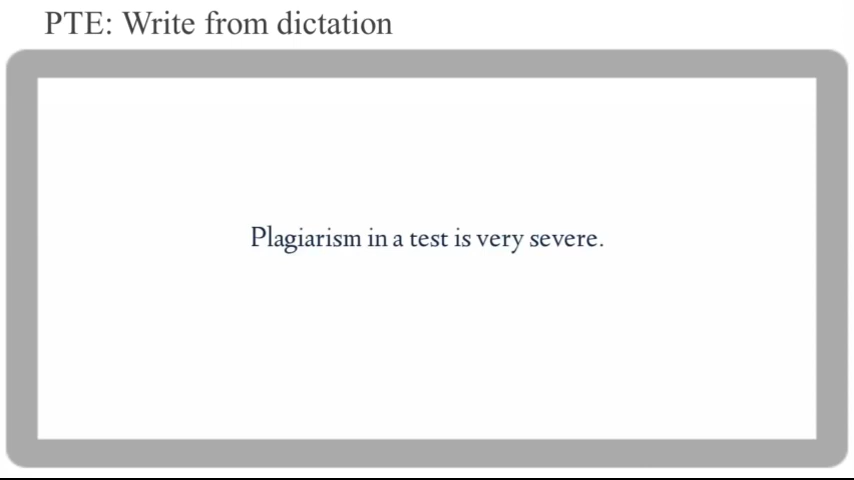 PTE: Write from dictation
Plagiarism in a test is very severe.